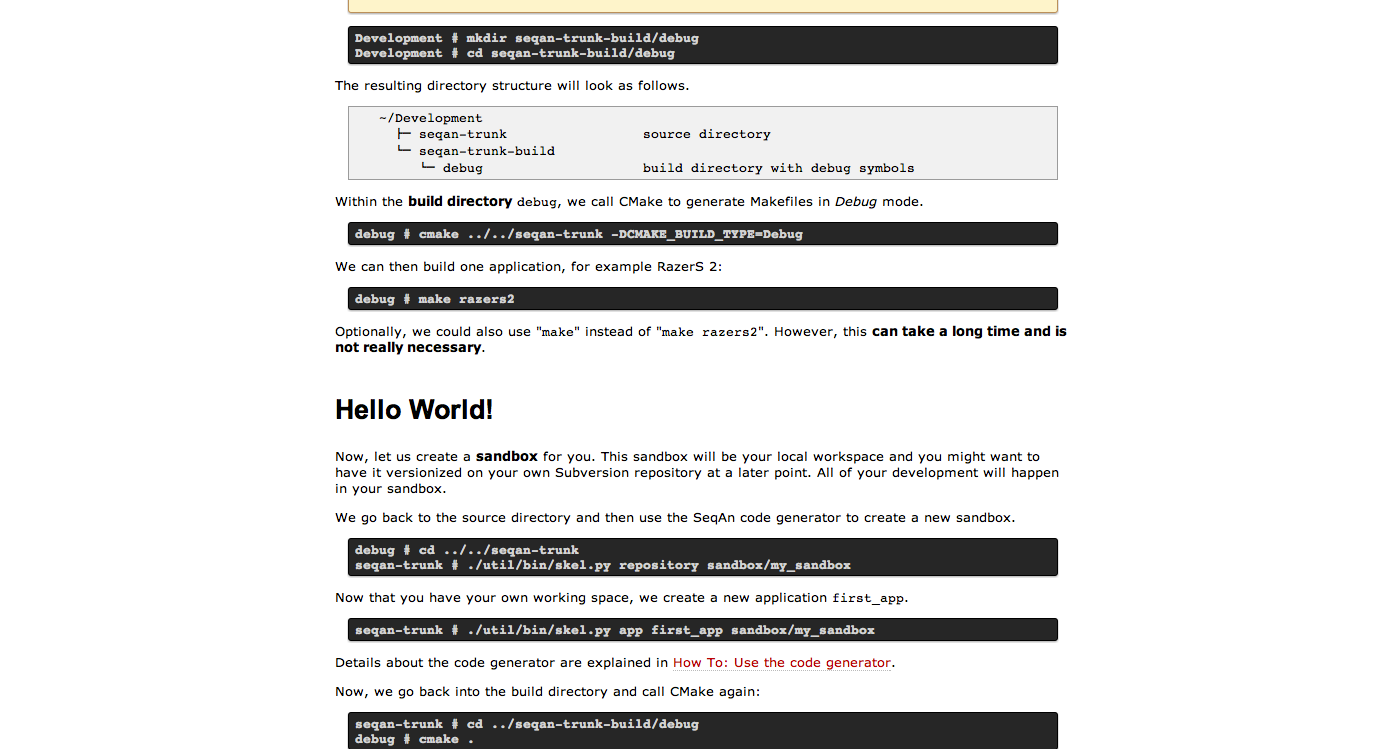 Development # mkdir seqan-trunk-build/debug
Development # cd seqan-trunk-build/debug
The resulting directory structure will look as follows.
~/Development
├─ seqan-trunk                 source directory
└─ seqan-trunk-build
└─ debug                    build directory with debug symbols
Within the build directory debug, we call CMake to generate Makefiles in Debug mode.
debug # cmake ../../seqan-trunk -DCMAKE_BUILD_TYPE=Debug
We can then build one application, for example RazerS 2:
debug # make razers2
Optionally, we could also use "make" instead of "make razers2". However, this can take a long time and is
not really necessary.
Hello World!
Now, let us create a sandbox for you. This sandbox will be your local workspace and you might want to
have it versionized on your own Subversion repository at a later point. All of your development will happen
in your sandbox.
We go back to the source directory and then use the SeqAn code generator to create a new sandbox.
debug # cd ../../seqan-trunk
seqan-trunk # ./util/bin/skel.py repository sandbox/my_sandbox
Now that you have your own working space, we create a new application first_app.
seqan-trunk # ./util/bin/skel.py app first_app sandbox/my_sandbox
Details about the code generator are explained in How To: Use the code generator.
Now, we go back into the build directory and call CMake again:
seqan-trunk # cd ../seqan-trunk-build/debug
debug # cmake .